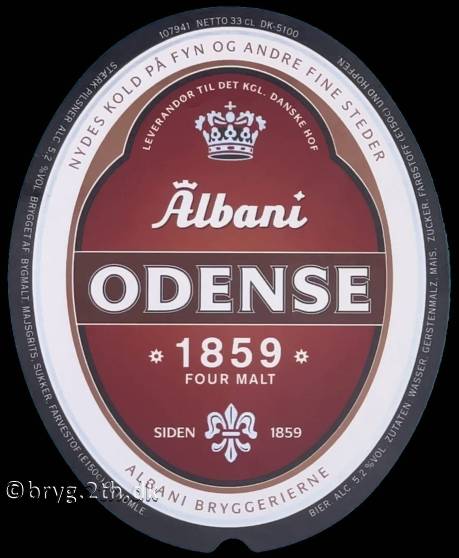 107941 NETTO 33 CL DK-5100
STÆRK PILSNER ALC 5,2 %VOL. BRYGGET AF BYGMALT, MAJSGRITS, SUKKER, FARVESTOF (E150C)
NYDES KOLD PÅ FYN OG ANDRE FINE STEDER
LEVERANDØR TIL DET KGL. DANSKE HOF
Albani
ODENSE
1859
FOUR MALT
SIDEN 1859
ALBANI BRYGGERIERNE
BIER ALC 5,2 %VOL ZUTATEN WASSER, GERSTENMALZ, MAIS, ZUCKER, FARBSTOFF (E150C) UND HOPFEN
©bryg.2th.dk